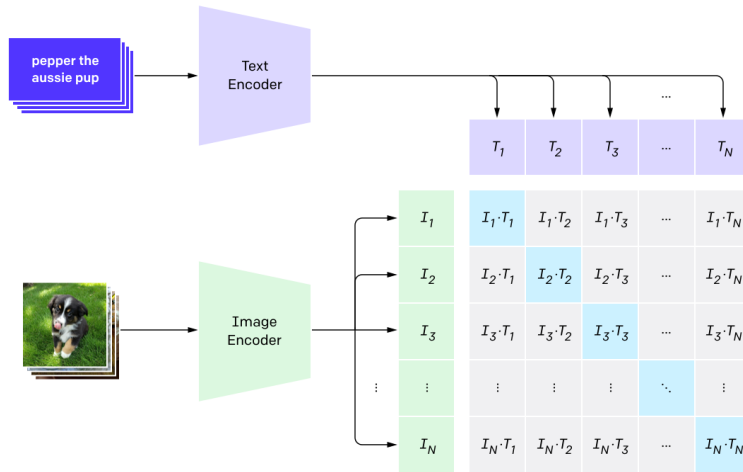 pepper the
aussie pup
Text
Encoder
...
T1 T2 T3 ... TN
I1 I1·T1 I1·T2 I1·T3 ... I1·TN
I2 I2·T1 I2·T2 I2·T3 ... I2·TN
Image
Encoder
I3 I3·T1 I3·T2 I3·T3 ... I3·TN
⋮ ⋮ ⋮ ⋮ ⋮ ⋱ ⋮
IN IN·T1 IN·T2 IN·T3 ... IN·TN